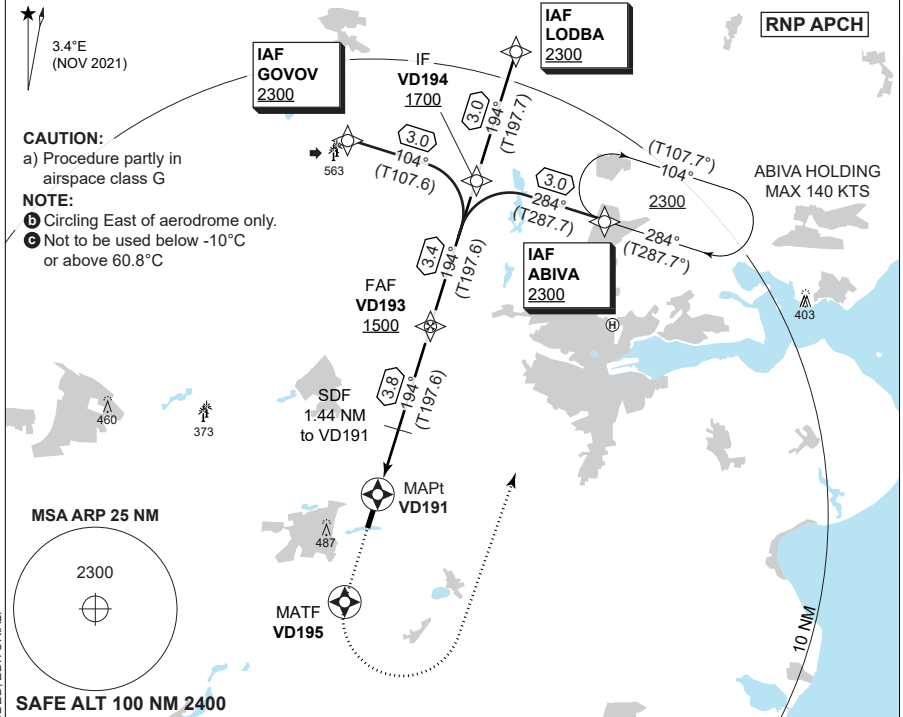 3.4°E
(NOV 2021)
RNP APCH
IAF
LODBA
2300
IAF
GOVOV
2300
IF
VD194
1700
3.0
194°
(T197.7)
CAUTION:
a) Procedure partly in
airspace class G
NOTE:
b Circling East of aerodrome only.
c Not to be used below -10°C
or above 60.8°C
563
3.0
104°
(T107.6)
3.0
284°
(T287.7)
(T107.7°)
104°
2300
284°
(T287.7°)
ABIVA HOLDING
MAX 140 KTS
IAF
ABIVA
2300
3.4
194°
(T197.6)
FAF
VD193
1500
H
403
3.8
194°
(T197.6)
SDF
1.44 NM
to VD191
460
373
MAPt
VD191
487
MSA ARP 25 NM
2300
MATF
VD195
10 NM
SAFE ALT 100 NM 2400